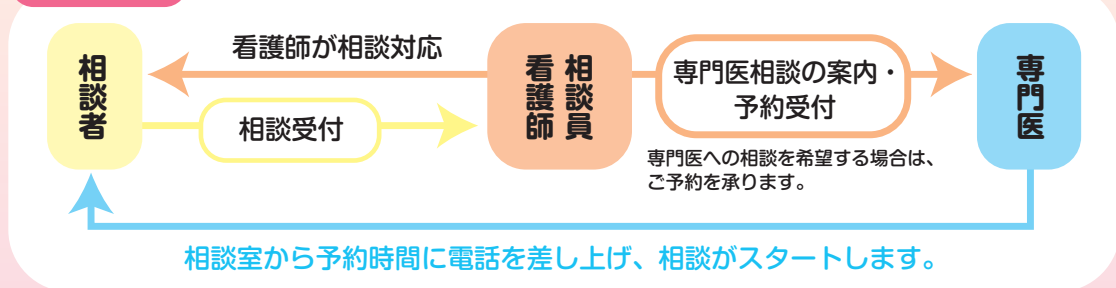 看護師が相談対応
相談者
相談受付
相談員
看護師
専門医相談の案内・
予約受付
専門医への相談を希望する場合は、
ご予約を承ります。
専門医
相談室から予約時間に電話を差し上げ、相談がスタートします。